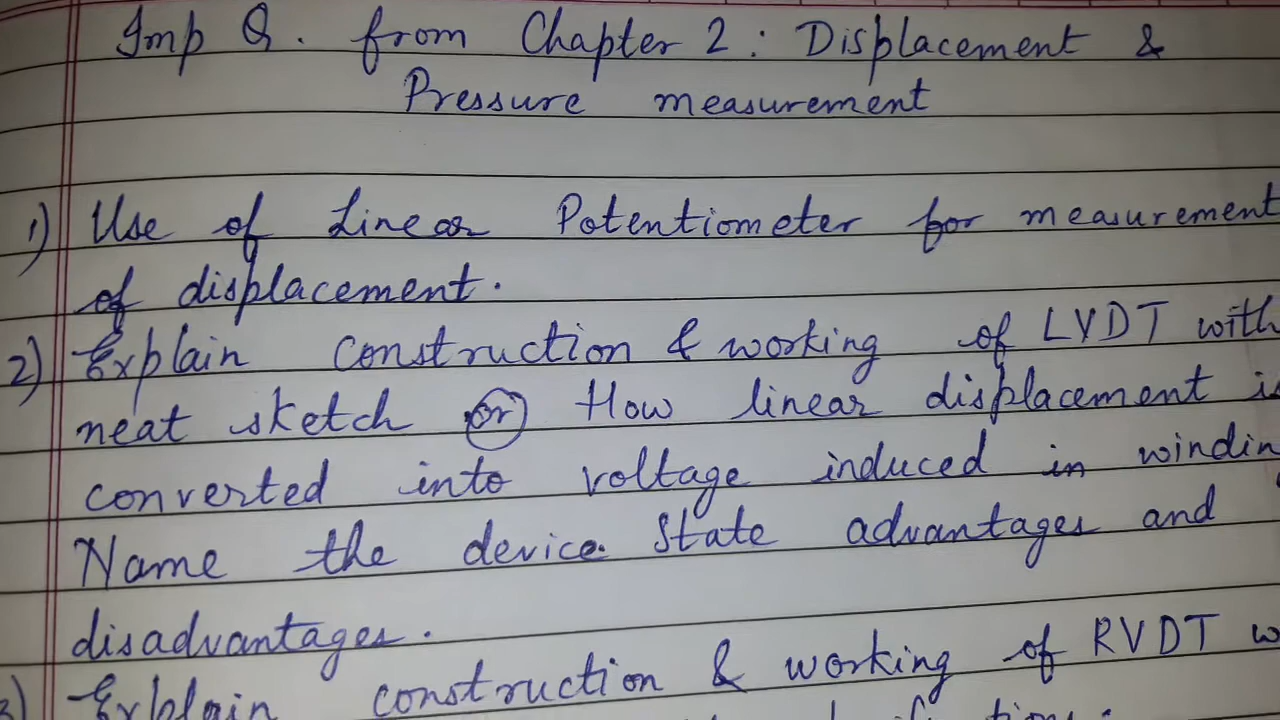 Imp Q. from Chapter 2: Displacement &
Pressure measurement
1) Use of Linear Potentiometer for measurement
of displacement.
2) Explain construction & working of LVDT with
neat sketch or How linear displacement is
converted into voltage induced in windin
Name the device. State advantages and
disadvantages.
3) Explain construction & working of RVDT w